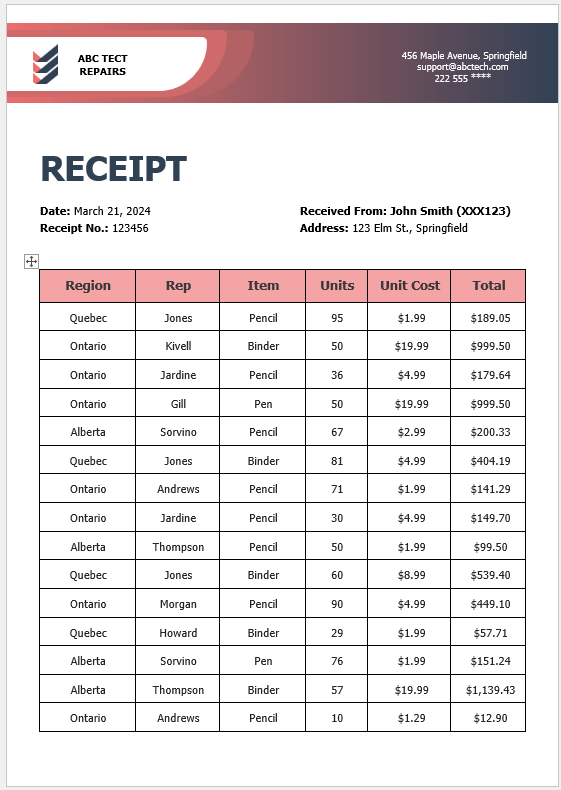 ABC TECT
REPAIRS
456 Maple Avenue, Springfield
support@abctech.com
222 555 ****
RECEIPT
Date: March 21, 2024
Receipt No.: 123456
Received From: John Smith (XXX123)
Address: 123 Elm St., Springfield
Region Rep Item Units Unit Cost Total
Quebec Jones Pencil 95 $1.99 $189.05
Ontario Kivell Binder 50 $19.99 $999.50
Ontario Jardine Pencil 36 $4.99 $179.64
Ontario Gill Pen 50 $19.99 $999.50
Alberta Sorvino Pencil 67 $2.99 $200.33
Quebec Jones Binder 81 $4.99 $404.19
Ontario Andrews Pencil 71 $1.99 $141.29
Ontario Jardine Pencil 30 $4.99 $149.70
Alberta Thompson Pencil 50 $1.99 $99.50
Quebec Jones Binder 60 $8.99 $539.40
Ontario Morgan Pencil 90 $4.99 $449.10
Quebec Howard Binder 29 $1.99 $57.71
Alberta Sorvino Pen 76 $1.99 $151.24
Alberta Thompson Binder 57 $19.99 $1,139.43
Ontario Andrews Pencil 10 $1.29 $12.90